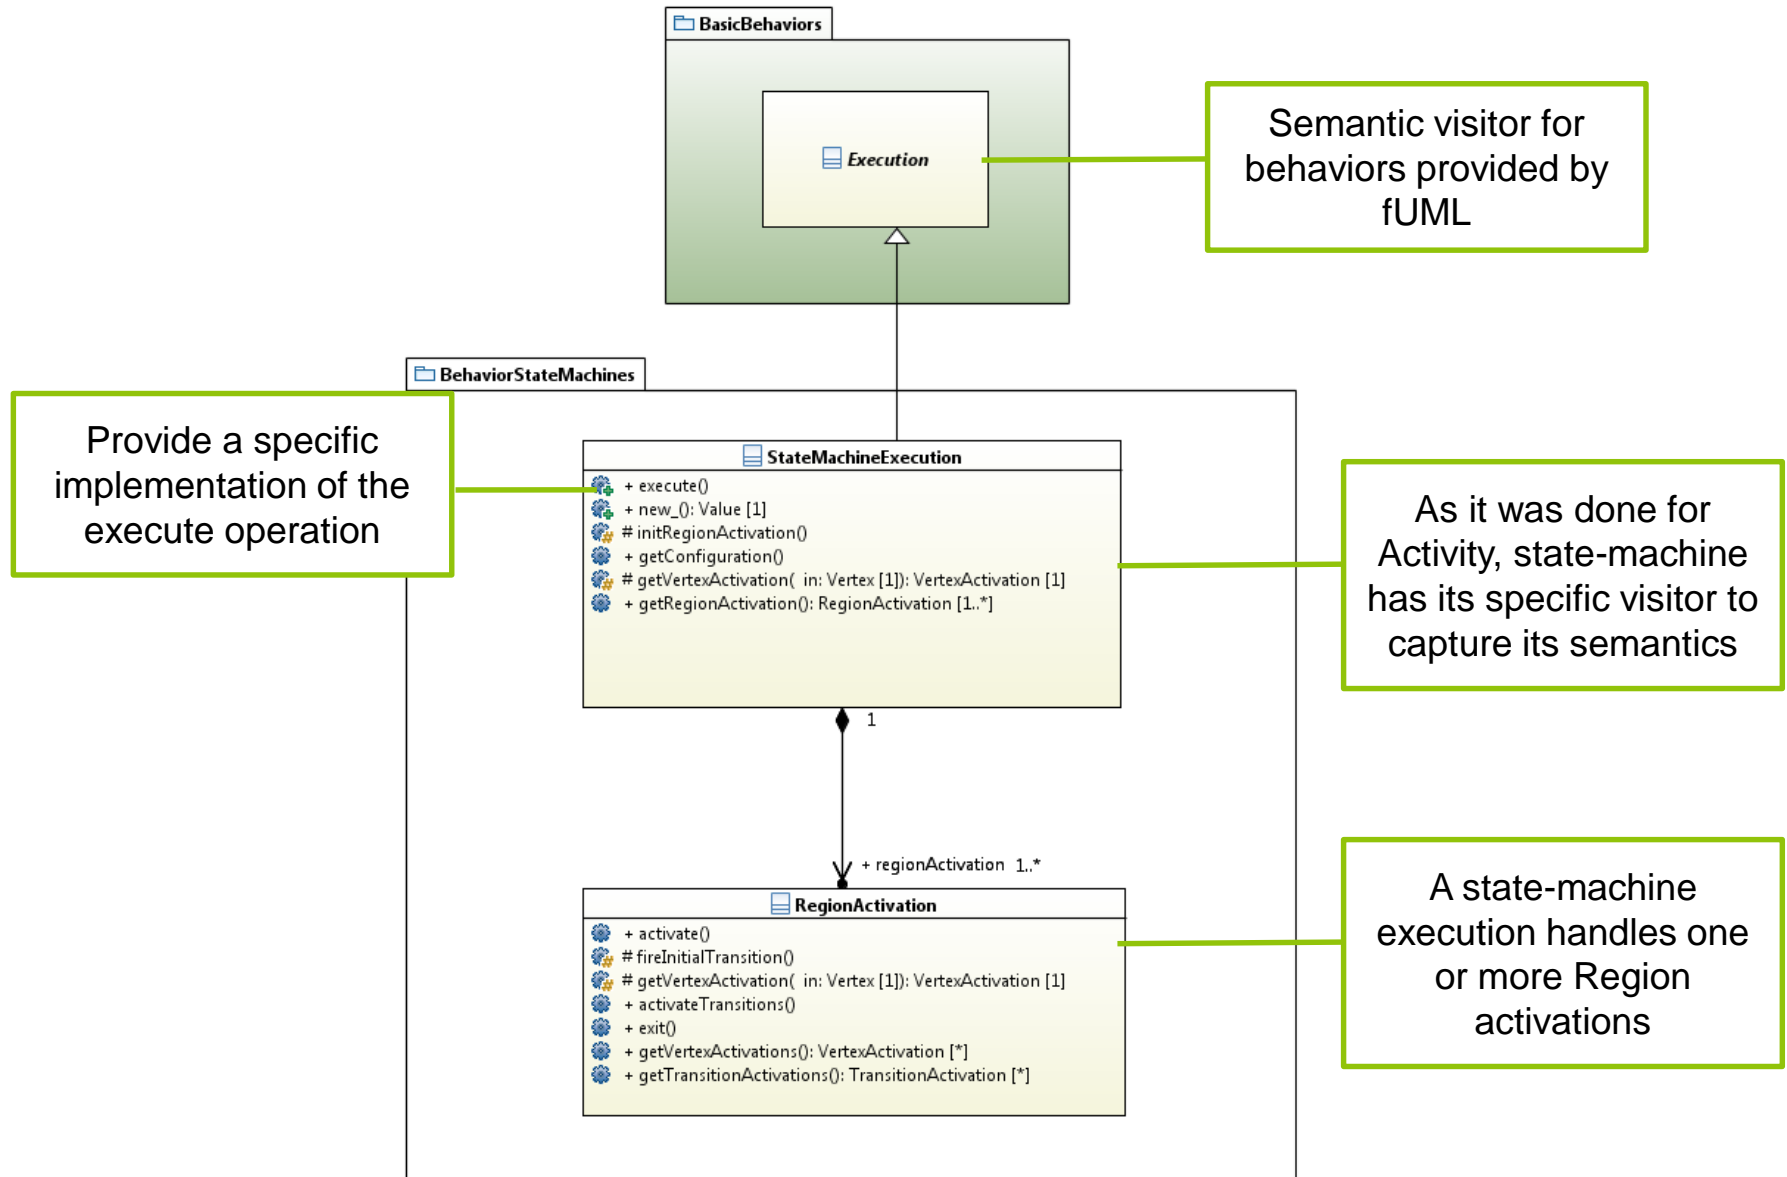 BasicBehaviors
Execution
Semantic visitor for
behaviors provided by
fUML
BehaviorStateMachines
Provide a specific
implementation of the
execute operation
StateMachineExecution
+ execute()
+ new_(): Value [1]
# initRegionActivation()
+ getConfiguration()
# getVertexActivation( in: Vertex [1]): VertexActivation [1]
+ getRegionActivation(): RegionActivation [1..*]
As it was done for
Activity, state-machine
has its specific visitor to
capture its semantics
1
+ regionActivation 1..*
RegionActivation
+ activate()
# fireInitialTransition()
# getVertexActivation( in: Vertex [1]): VertexActivation [1]
+ activateTransitions()
+ exit()
+ getVertexActivations(): VertexActivation [*]
+ getTransitionActivations(): TransitionActivation [*]
A state-machine
execution handles one
or more Region
activations